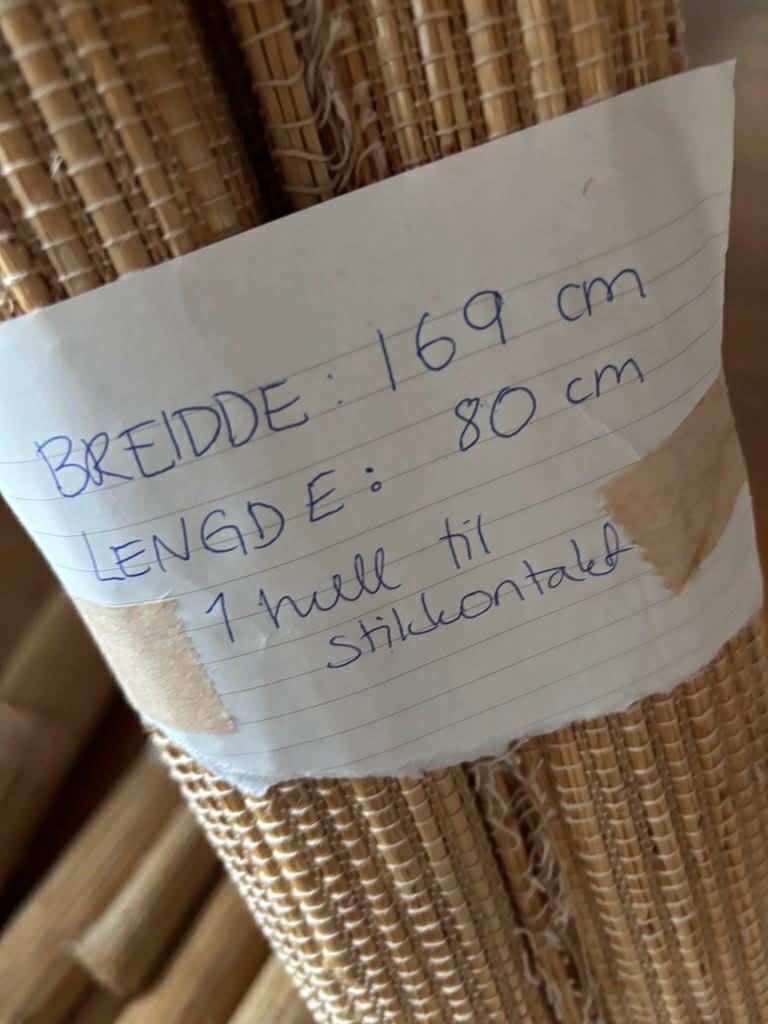 BREIDDE: 169 cm
LENGDE: 80 cm
1 hull til
stikkontakt